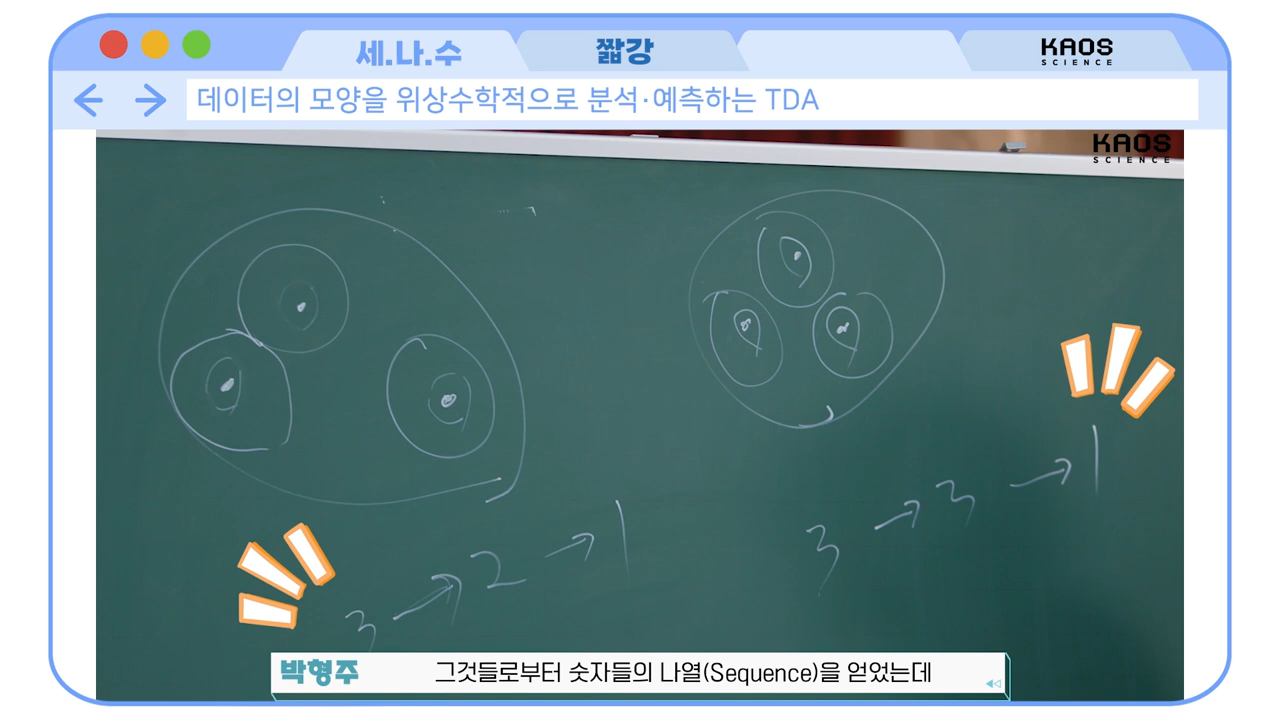 세.나.수
짧강
KAOS
SCIENCE
데이터의 모양을 위상수학적으로 분석·예측하는 TDA
KAOS
SCIENCE
3 → 2 → 1
3 → 3 → 1
박형주
그것들로부터 숫자들의 나열(Sequence)을 얻었는데